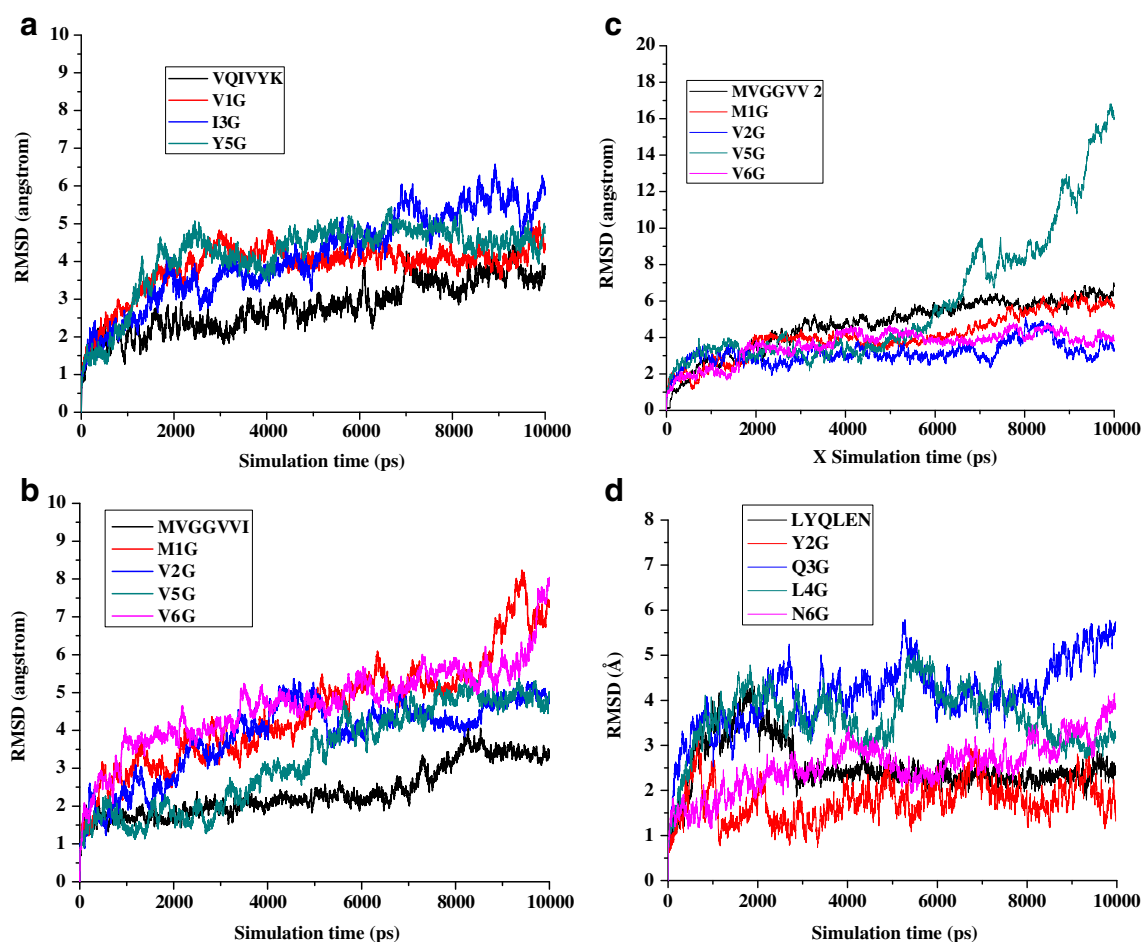 a
10
9
8
7
6
5
4
3
2
1
0
RMSD (angstrom)
VQIVYK
V1G
I3G
Y5G
0 2000 4000 6000 8000 10000
Simulation time (ps)
c
20
18
16
14
12
10
8
6
4
2
0
RMSD (angstrom)
MVGGVV 2
M1G
V2G
V5G
V6G
0 2000 4000 6000 8000 10000
X Simulation time (ps)
b
10
9
8
7
6
5
4
3
2
1
0
RMSD (angstrom)
MVGGVVI
M1G
V2G
V5G
V6G
0 2000 4000 6000 8000 10000
Simulation time (ps)
d
8
7
6
5
4
3
2
1
0
RMSD (Å)
LYQLEN
Y2G
Q3G
L4G
N6G
0 2000 4000 6000 8000 10000
Simulation time (ps)